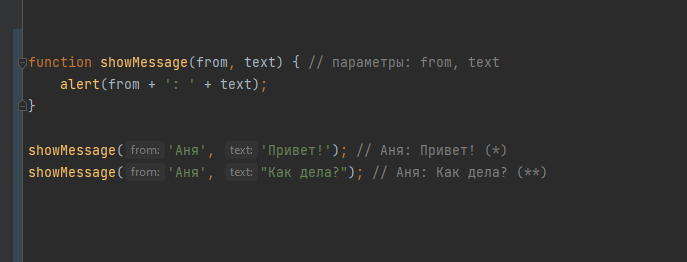 function showMessage(from, text) { // параметры: from, text
    alert(from + ': ' + text);
}
showMessage( from: 'Аня', text: 'Привет!'); // Аня: Привет! (*)
showMessage( from: 'Аня', text: "Как дела?"); // Аня: Как дела? (**)